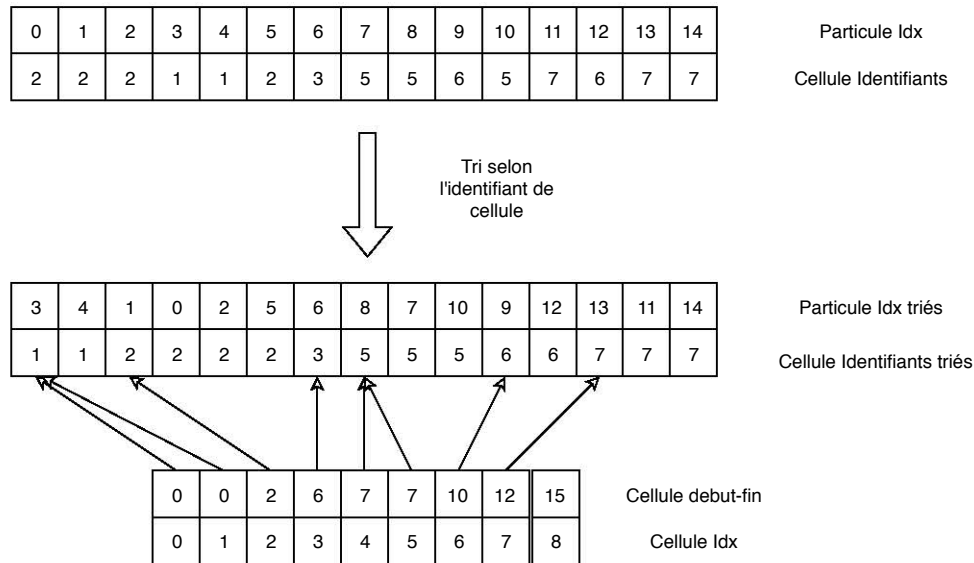 0 1 2 3 4 5 6 7 8 9 10 11 12 13 14 Particule Idx
2 2 2 1 1 2 3 5 5 6 5 7 6 7 7 Cellule Identifiants
Tri selon
l'identifiant de
cellule
3 4 1 0 2 5 6 8 7 10 9 12 13 11 14 Particule Idx triés
1 1 2 2 2 2 3 5 5 5 6 6 7 7 7 Cellule Identifiants triés
0 0 2 6 7 7 10 12 15 Cellule debut-fin
0 1 2 3 4 5 6 7 8 Cellule Idx